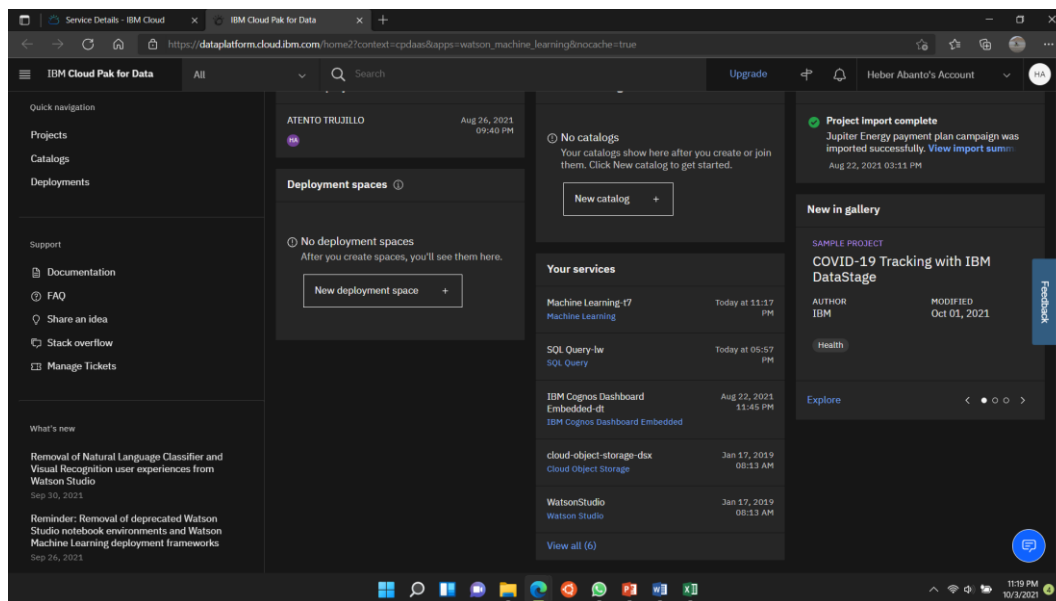 Service Details - IBM Cloud
IBM Cloud Pak for Data
https://dataplatform.cloud.ibm.com/home2?context=cpdaas&apps=watson_machine_learning&nocache=true
IBM Cloud Pak for Data
All
Search
Upgrade
Heber Abanto's Account
HA
Quick navigation
Projects
Catalogs
Deployments
Support
Documentation
FAQ
Share an idea
Stack overflow
Manage Tickets
What's new
Removal of Natural Language Classifier and
Visual Recognition user experiences from
Watson Studio
Sep 30, 2021
Reminder: Removal of deprecated Watson
Studio notebook environments and Watson
Machine Learning deployment frameworks
Sep 26, 2021
ATENTO TRUJILLO
Aug 26, 2021
09:40 PM
HA
Deployment spaces
No deployment spaces
After you create spaces, you'll see them here.
New deployment space +
No catalogs
Your catalogs show here after you create or join
them. Click New catalog to get
started.
New catalog +
Your services
Machine Learning-t7
Today at 11:17
PM
Machine Learning
SQL Query-lw
Today at 05:57
PM
SQL Query
IBM Cognos Dashboard
Embedded-dt
Aug 22, 2021
11:45 PM
IBM Cognos Dashboard Embedded
cloud-object-storage-dsx
Jan 17, 2019
08:13 AM
Cloud Object Storage
WatsonStudio
Jan 17, 2019
08:13 AM
Watson Studio
View all (6)
Project import complete
Jupiter Energy payment plan campaign was
imported successfully. View import summ
Aug 22, 2021 03:11 PM
New in gallery
SAMPLE PROJECT
COVID-19 Tracking with IBM
DataStage
AUTHOR
IBM
MODIFIED
Oct 01, 2021
Health
Explore
Feedback
11:19 PM
10/3/2021
4